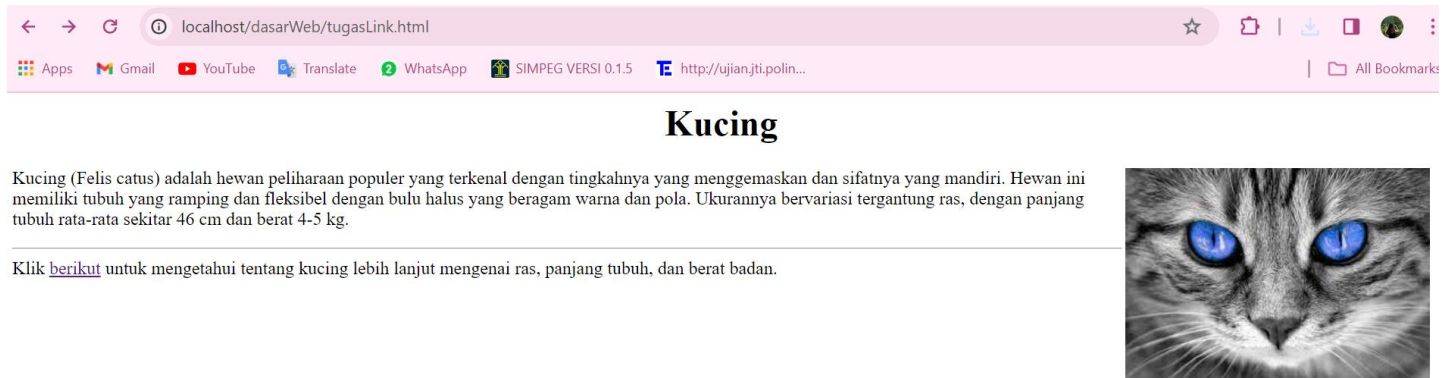 localhost/dasarWeb/tugasLink.html
Apps Gmail YouTube Translate 2 WhatsApp SIMPEG VERSI 0.1.5 http://ujian.jti.polin... All Bookmarks
Kucing
Kucing (Felis catus) adalah hewan peliharaan populer yang terkenal dengan tingkahnya yang menggemaskan dan sifatnya yang mandiri. Hewan ini
memiliki tubuh yang ramping dan fleksibel dengan bulu halus yang beragam warna dan pola. Ukurannya bervariasi tergantung ras, dengan panjang
tubuh rata-rata sekitar 46 cm dan berat 4-5 kg.
Klik berikut untuk mengetahui tentang kucing lebih lanjut mengenai ras, panjang tubuh, dan berat badan.